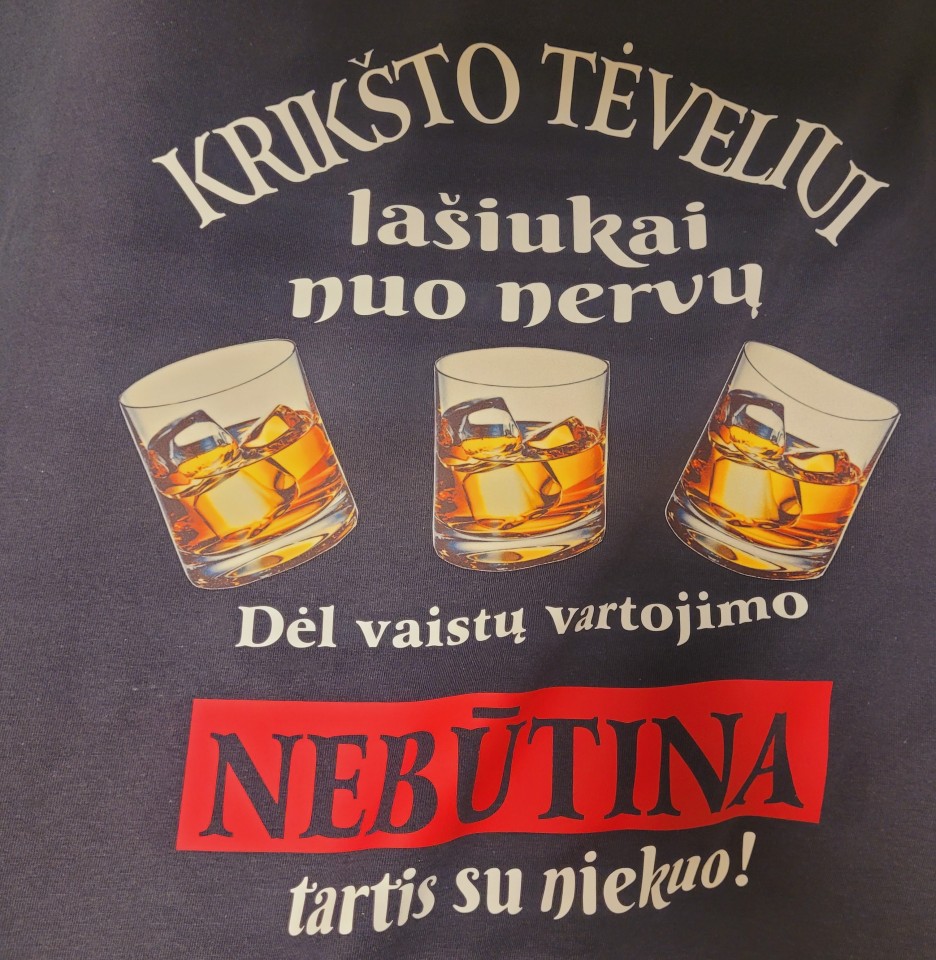 KRIKŠTO TĖVELIUI
lašiukai
nuo nervų
Dėl vaistų vartojimo
NEBŪTINA
tartis su niekuo!